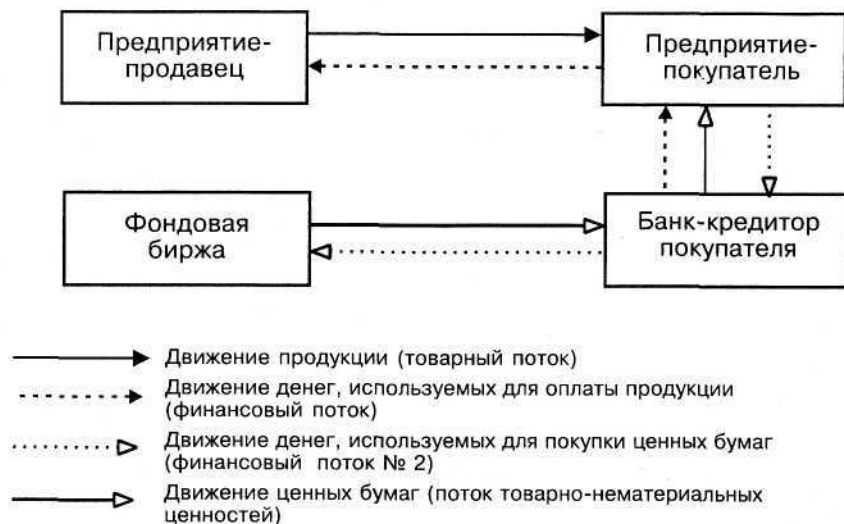 Предприятие-
продавец
Предприятие-
покупатель
Фондовая
биржа
Банк-кредитор
покупателя
Движение продукции (товарный поток)
Движение денег, используемых для оплаты продукции
(финансовый поток)
Движение денег, используемых для покупки ценных бумаг
(финансовый поток № 2)
Движение ценных бумаг (поток товарно-нематериальных
ценностей)